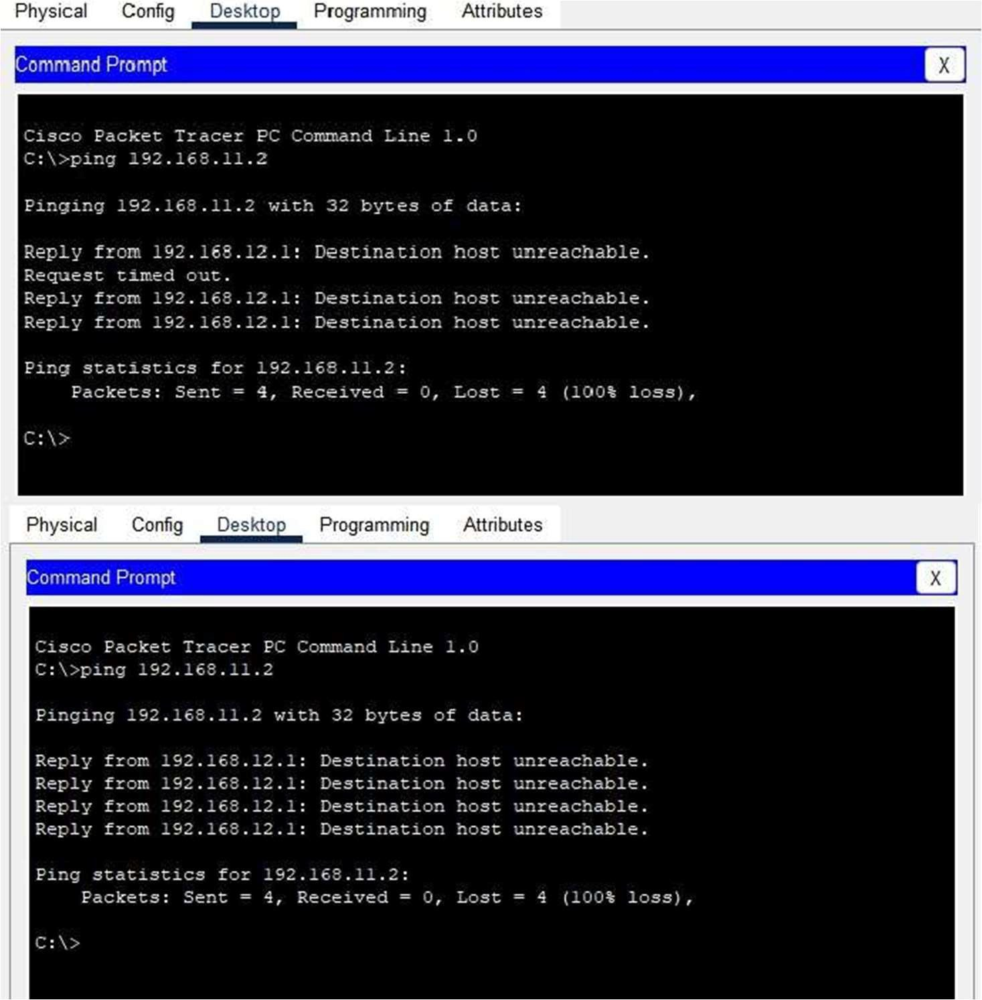 Physical Config Desktop Programming Attributes
Command Prompt X
Cisco Packet Tracer PC Command Line 1.0
C:\>ping 192.168.11.2
Pinging 192.168.11.2 with 32 bytes of data:
Reply from 192.168.12.1: Destination host unreachable.
Request timed out.
Reply from 192.168.12.1: Destination host unreachable.
Reply from 192.168.12.1: Destination host unreachable.
Ping statistics for 192.168.11.2:
Packets: Sent = 4, Received = 0, Lost = 4 (100% loss),
C:\>
Physical Config Desktop Programming Attributes
Command Prompt X
Cisco Packet Tracer PC Command Line 1.0
C:\>ping 192.168.11.2
Pinging 192.168.11.2 with 32 bytes of data:
Reply from 192.168.12.1: Destination host unreachable.
Reply from 192.168.12.1: Destination host unreachable.
Reply from 192.168.12.1: Destination host unreachable.
Reply from 192.168.12.1: Destination host unreachable.
Ping statistics for 192.168.11.2:
Packets: Sent = 4, Received = 0, Lost = 4 (100% loss),
C:\>